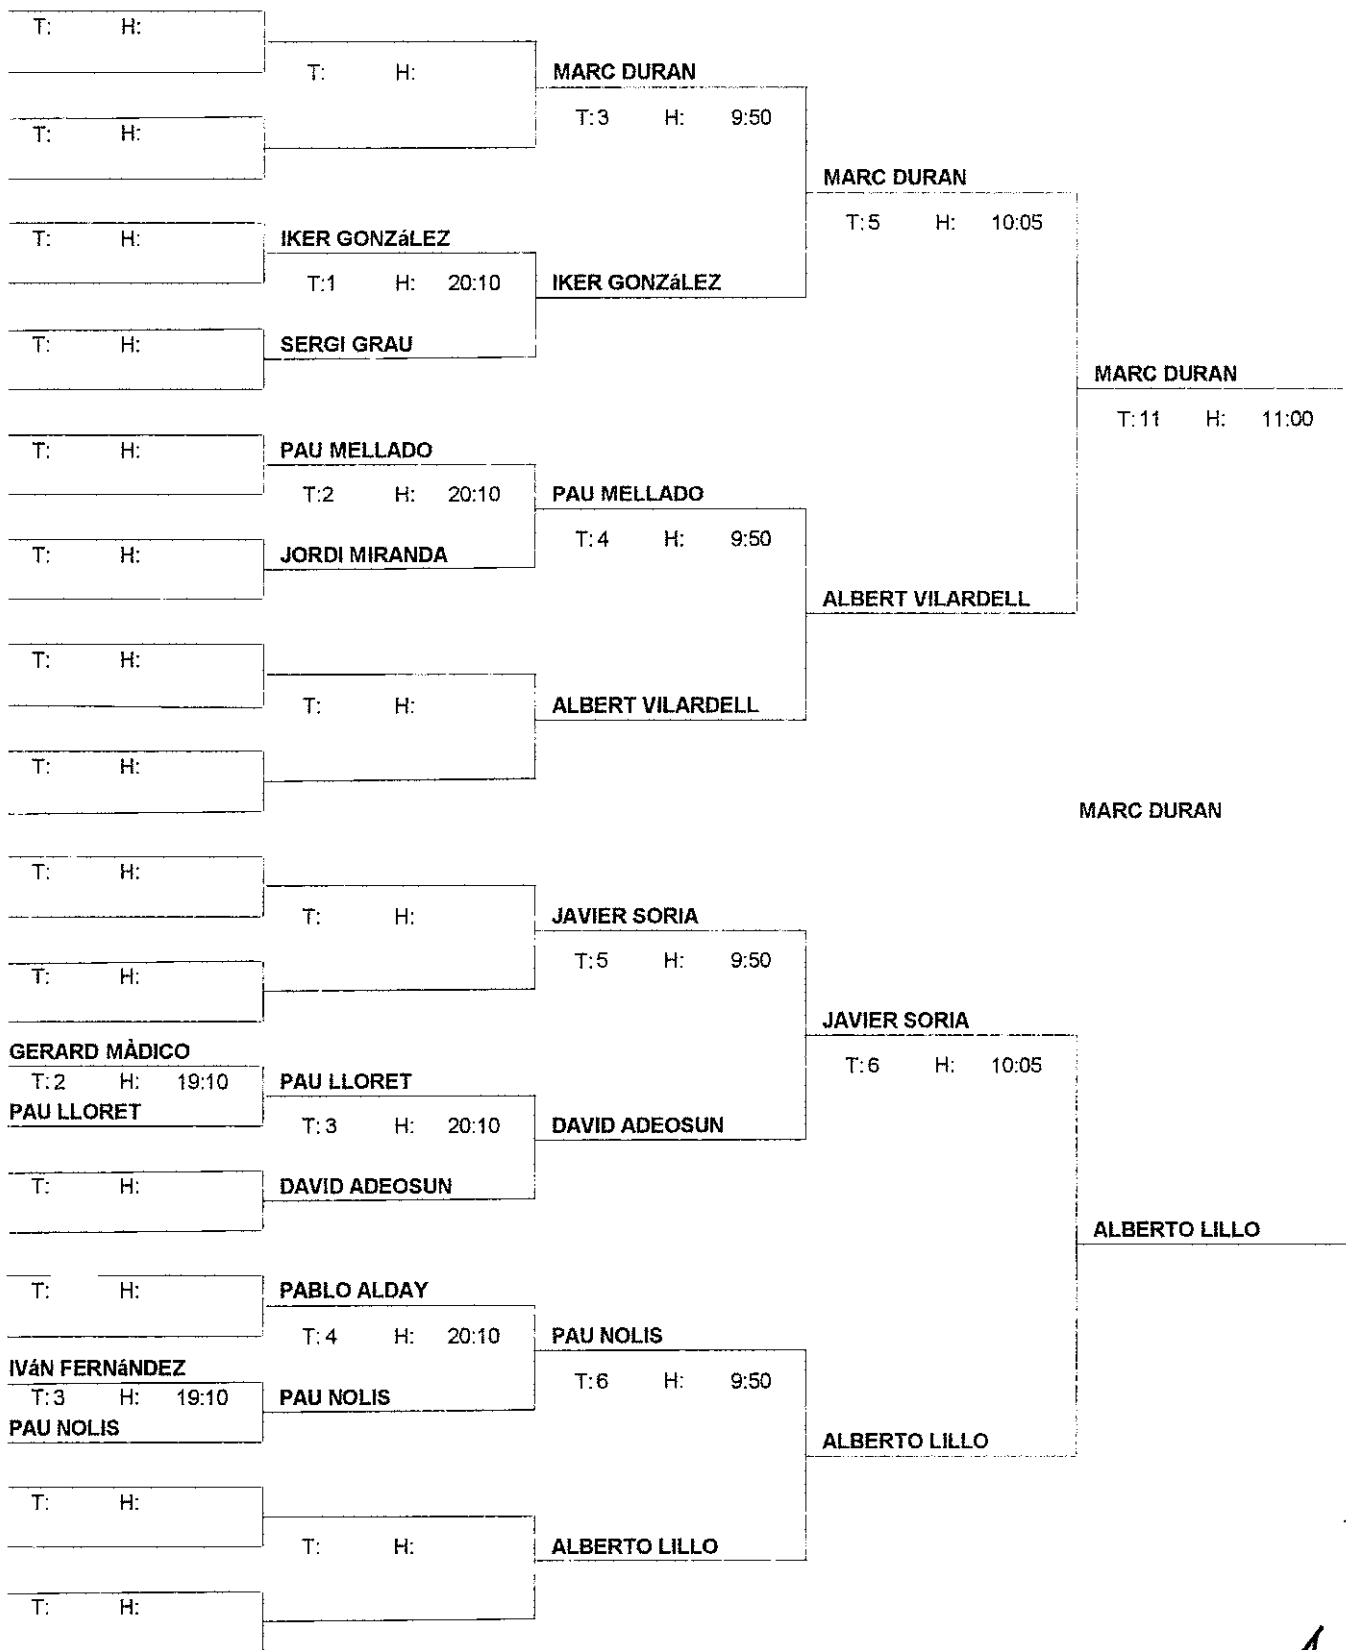 T: H:
T: H: MARC DURAN
T:3 H: 9:50
T: H:
MARC DURAN
T:5 H: 10:05
T: H: IKER GONZáLEZ
T:1 H: 20:10 IKER GONZáLEZ
T: H: SERGI GRAU
MARC DURAN
T:11 H: 11:00
T: H: PAU MELLADO
T:2 H: 20:10 PAU MELLADO
T:4 H: 9:50
T: H: JORDI MIRANDA
ALBERT VILARDELL
T: H:
T: H: ALBERT VILARDELL
T: H:
MARC DURAN
T: H:
T: H: JAVIER SORIA
T:5 H: 9:50
T: H:
JAVIER SORIA
GERARD MÀDICO
T:2 H: 19:10 PAU LLORET
T:6 H: 10:05
PAU LLORET
T:3 H: 20:10 DAVID ADEOSUN
T: H: DAVID ADEOSUN
ALBERTO LILLO
T: H: PABLO ALDAY
T:4 H: 20:10 PAU NOLIS
IVáN FERNáNDEZ
T:3 H: 19:10 PAU NOLIS
T:6 H: 9:50
PAU NOLIS
ALBERTO LILLO
T: H:
T: H: ALBERTO LILLO
T: H: